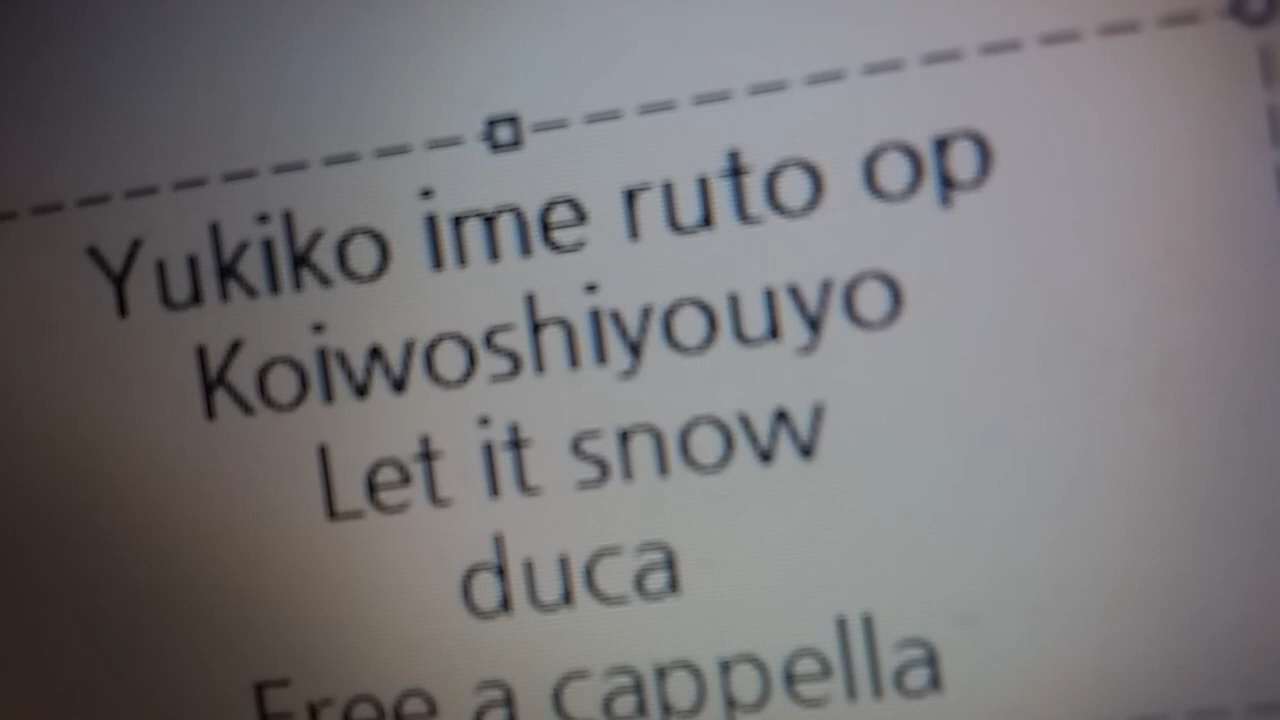 Yukiko ime ruto op
Koiwoshiyouyo
Let it snow
duca
Free a cappella